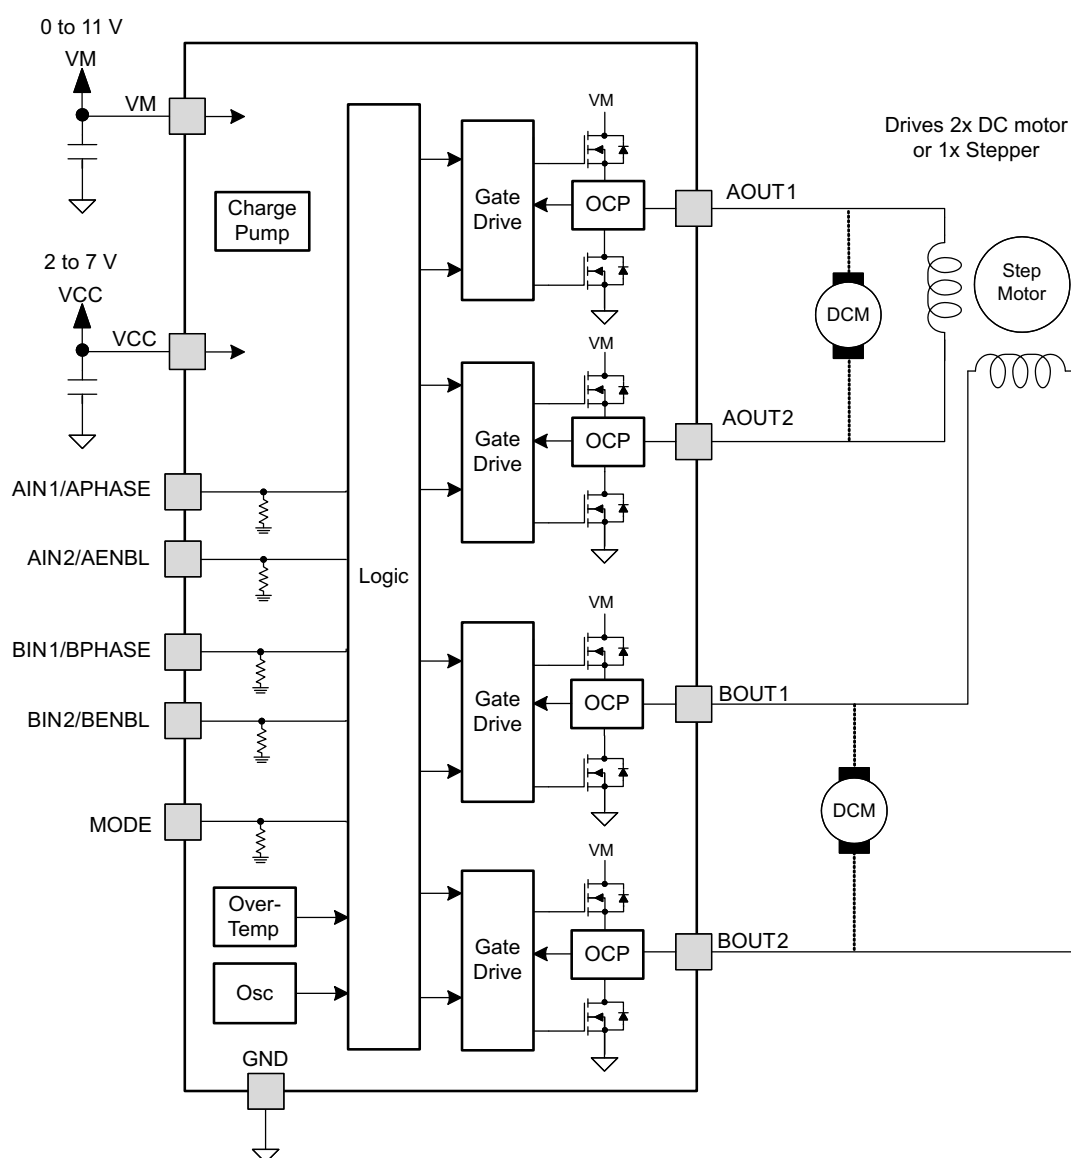 0 to 11 V
VM
VM
2 to 7 V
VCC
VCC
AIN1/APHASE
AIN2/AENBL
BIN1/BPHASE
BIN2/BENBL
MODE
GND
Charge
Pump
Over-
Temp
Osc
Logic
Gate
Drive
VM
OCP
AOUT1
Gate
Drive
VM
OCP
AOUT2
Gate
Drive
VM
OCP
BOUT1
Gate
Drive
VM
OCP
BOUT2
Drives 2x DC motor
or 1x Stepper
DCM
Step
Motor
DCM